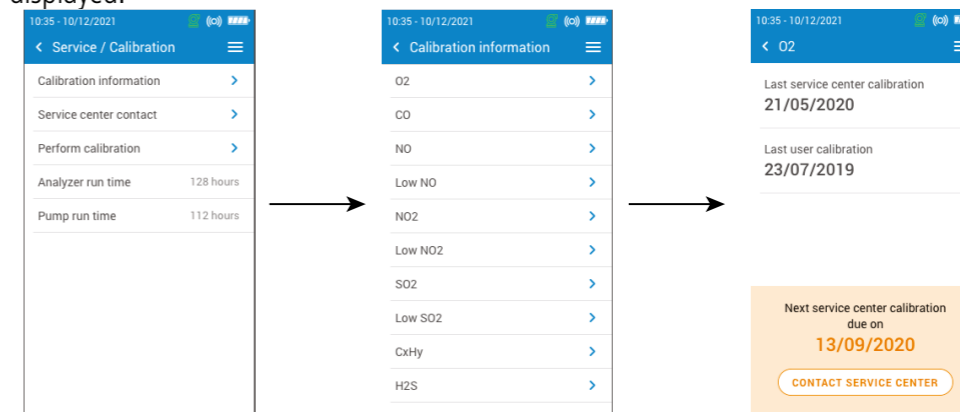 displayed.
10:35 - 10/12/2021
Service / Calibration
Calibration information
Service center contact
Perform calibration
Analyzer run time 128 hours
Pump run time 112 hours
10:35 - 10/12/2021
Calibration information
O2
CO
NO
Low NO
NO2
Low NO2
SO2
Low SO2
CxHy
H2S
10:35 - 10/12/2021
O2
Last service center calibration
21/05/2020
Last user calibration
23/07/2019
Next service center calibration
due on
13/09/2020
CONTACT SERVICE CENTER